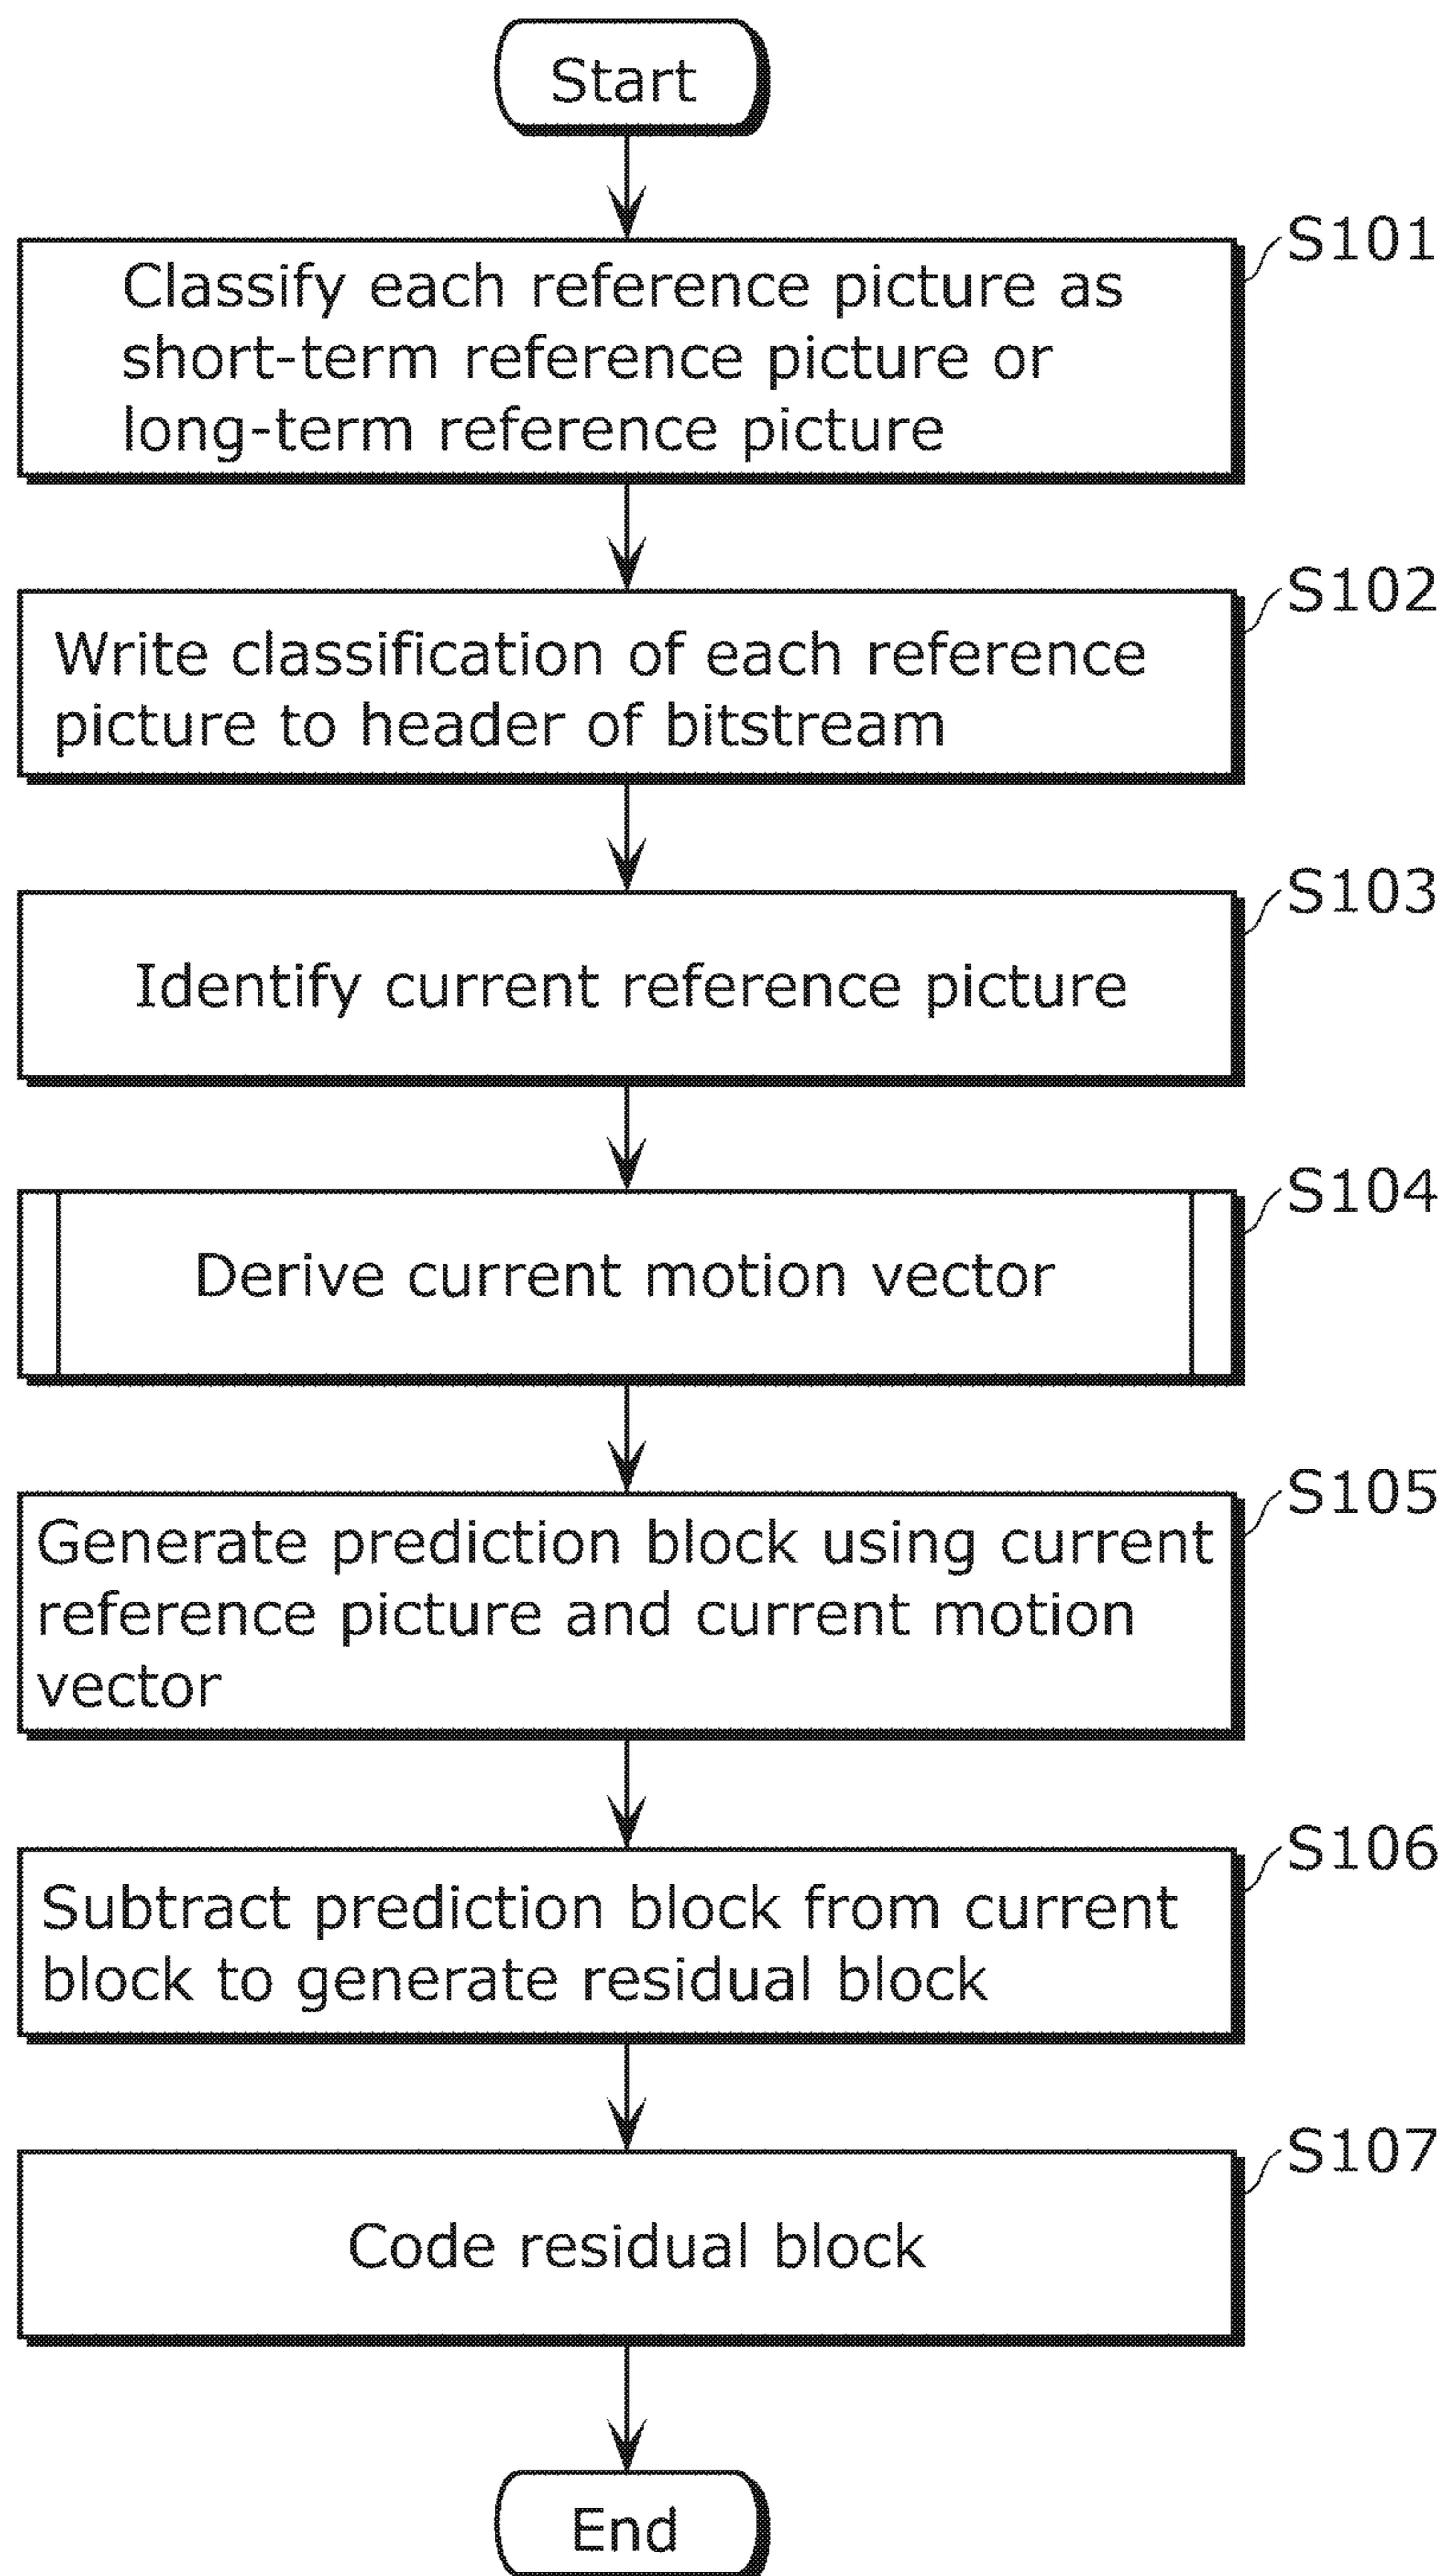 Start
S101
Classify each reference picture as
short-term reference picture or
long-term reference picture
S102
Write classification of each reference
picture to header of bitstream
S103
Identify current reference picture
S104
Derive current motion vector
S105
Generate prediction block using current
reference picture and current motion
vector
S106
Subtract prediction block from current
block to generate residual block
S107
Code residual block
End